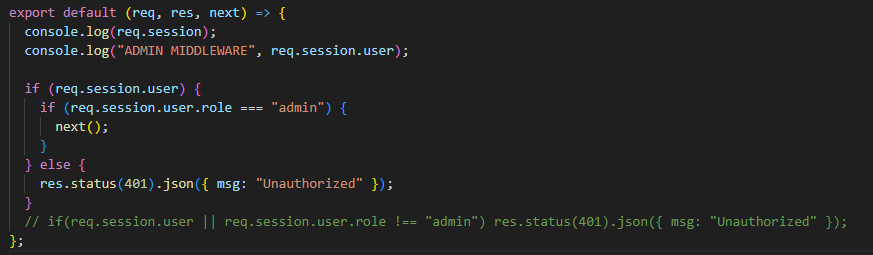 export default (req, res, next) => {
  console.log(req.session);
  console.log("ADMIN MIDDLEWARE", req.session.user);

  if (req.session.user) {
    if (req.session.user.role === "admin") {
      next();
    }
  } else {
    res.status(401).json({ msg: "Unauthorized" });
  }
  // if(req.session.user || req.session.user.role !== "admin") res.status(401).json({ msg: "Unauthorized" });
};